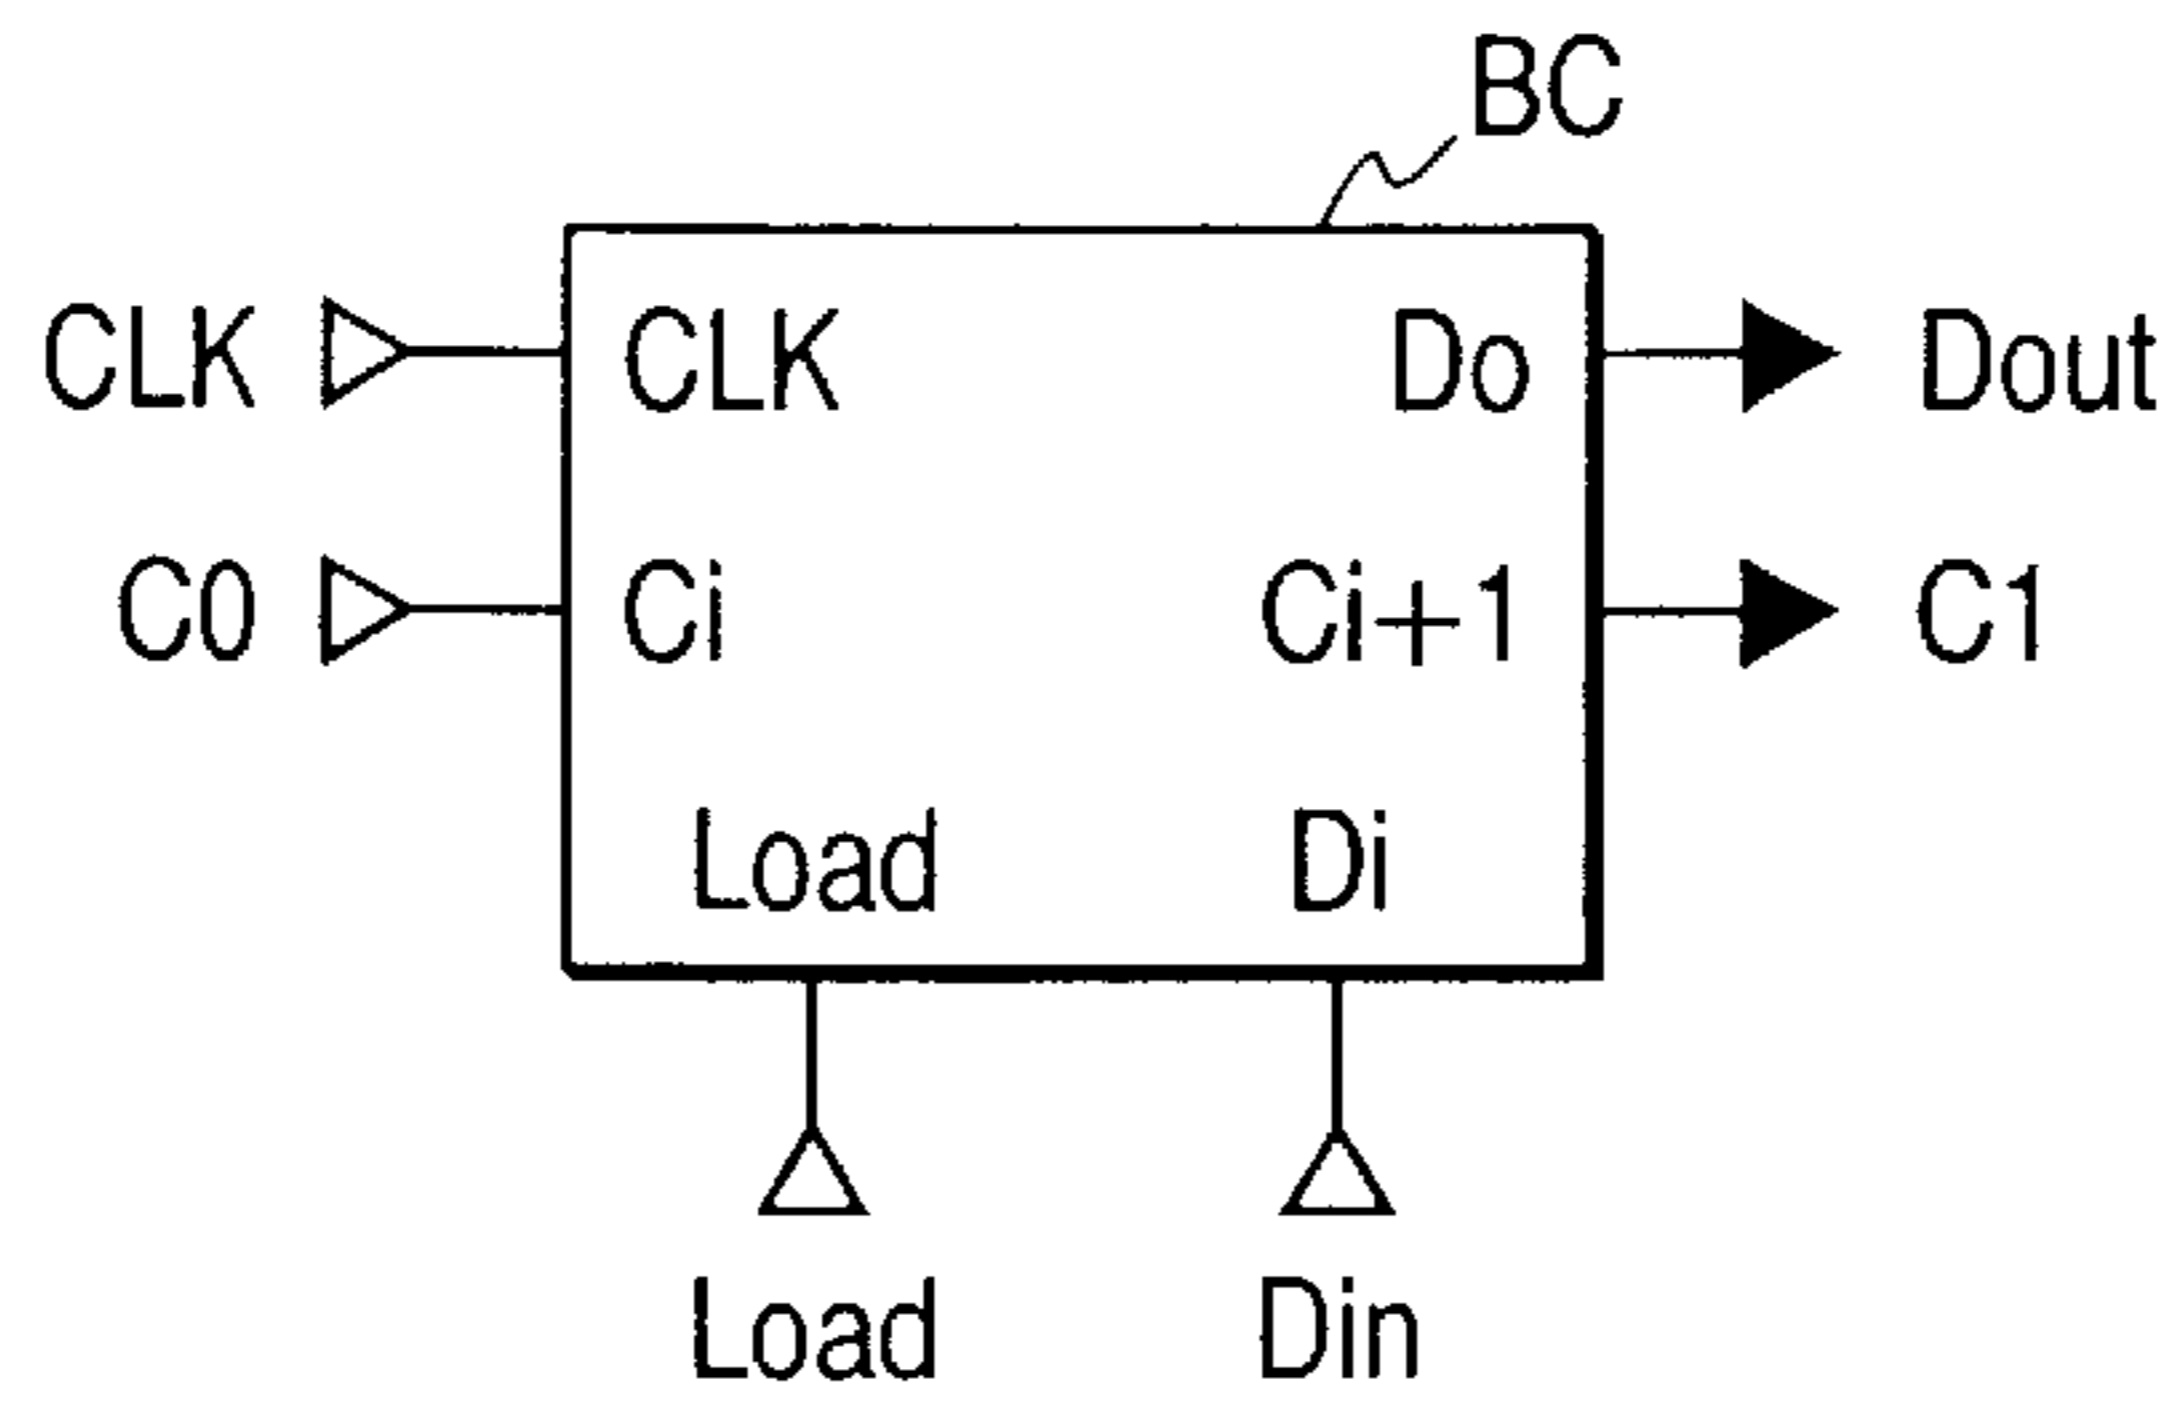 BC
CLK CLK Do Dout
C0 Ci Ci+1 C1
Load Di
Load Din